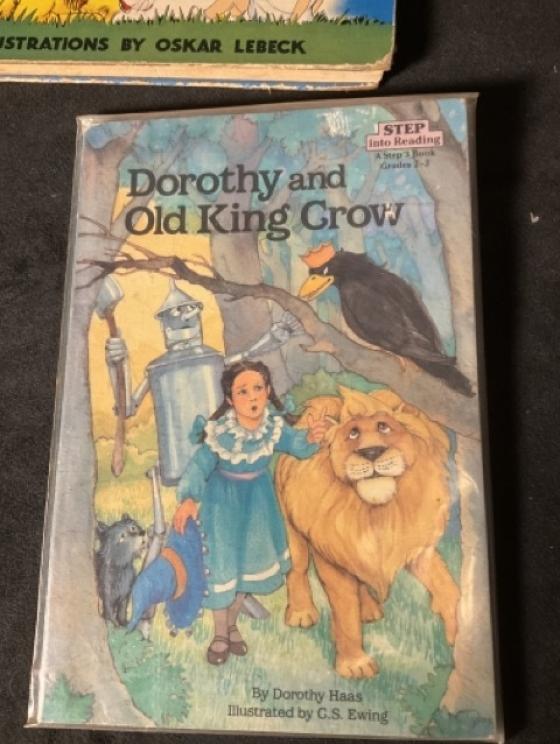 ISTRATIONS BY OSKAR LEBECK
STEP
into Reading
A Step 3 Book
Grades 2-3
Dorothy and
Old King Crow
By Dorothy Haas
Illustrated by C.S. Ewing